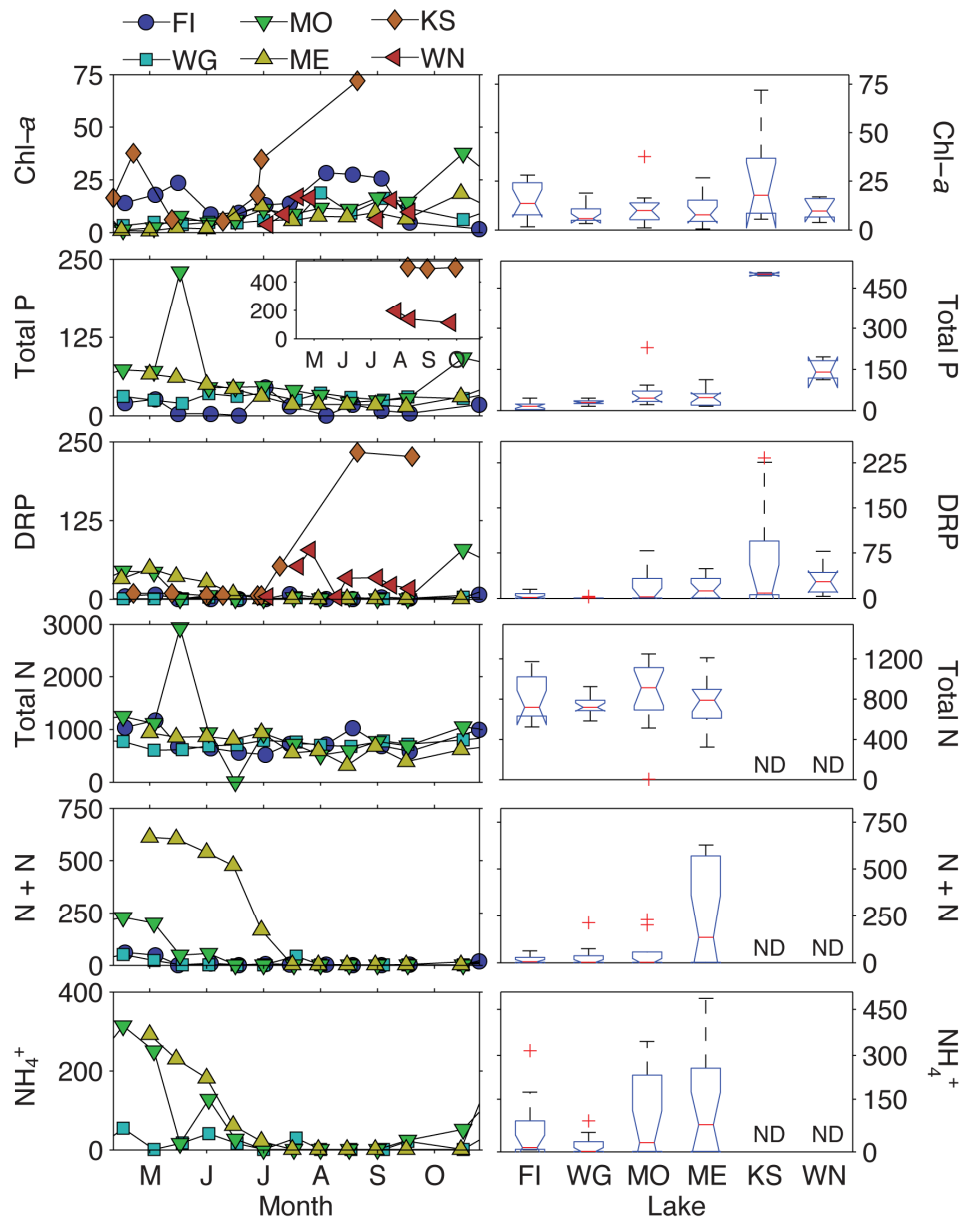 FI MO KS
WG ME WN
Chl–a
75
50
25
0
75
50
25
0
Chl–a
Total P
250
125
0
400
200
0
M J J A S O
450
300
150
0
Total P
DRP
250
125
0
225
150
75
0
DRP
Total N
3000
2000
1000
0
1200
800
400
0
ND ND
Total N
N + N
750
500
250
0
750
500
250
0
ND ND
N + N
NH₄⁺
400
200
0
450
300
150
0
ND ND
NH₄⁺
M J J A S O
FI WG MO ME KS WN
Month
Lake